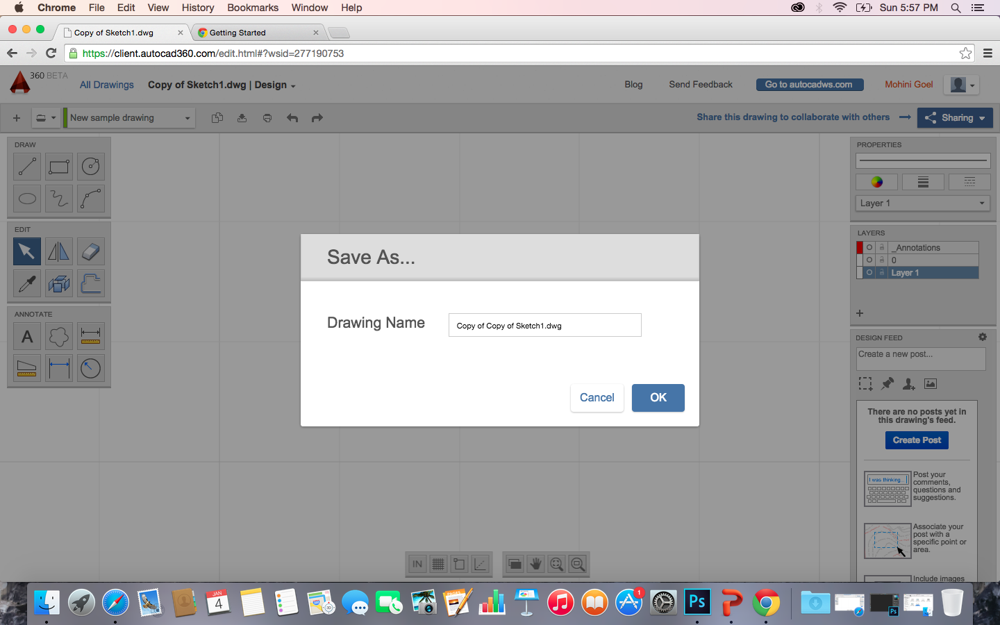 Chrome File Edit View History Bookmarks Window Help Sun 5:57 PM
Copy of Sketch1.dwg Getting Started
https://client.autocad360.com/edit.html#?wsid=277190753
360 BETA All Drawings Copy of Sketch1.dwg | Design Blog Send Feedback Go to autocadws.com Mohini Goel
New sample drawing Share this drawing to collaborate with others Sharing
DRAW
EDIT
ANNOTATE
A
Save As...
Drawing Name Copy of Copy of Sketch1.dwg
Cancel OK
PROPERTIES
Layer 1
LAYERS
_Annotations
0
Layer 1
+
DESIGN FEED
Create a new post...
There are no posts yet in
this drawing's feed.
Create Post
I was thinking...
Post your
comments,
questions and
suggestions.
Associate your
post with a
specific point or
area.
Include images
IN
JAN
4
1
Ps
Ps